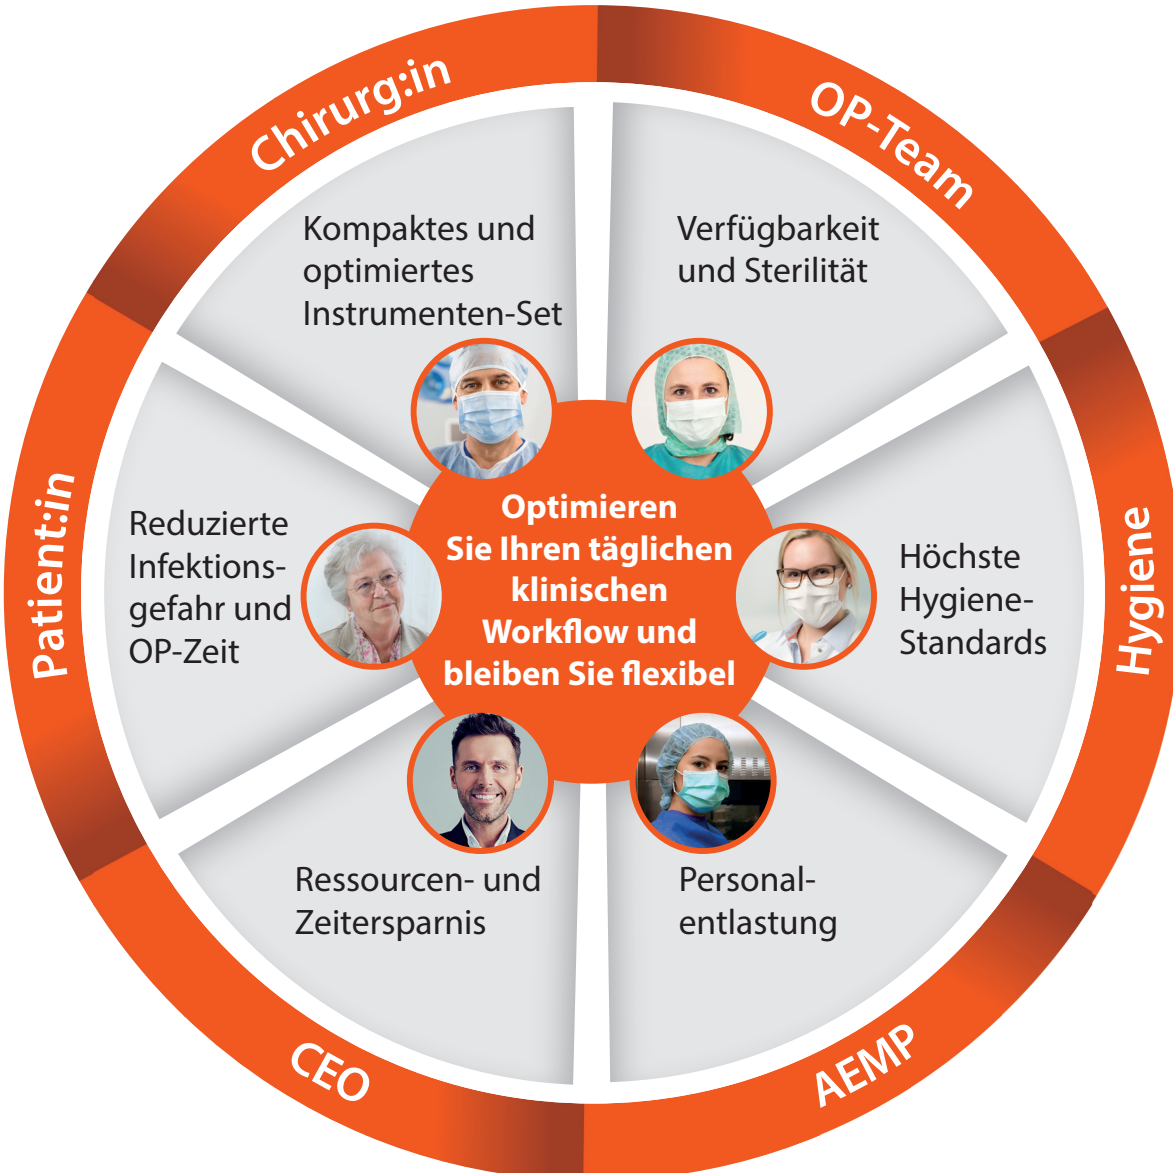 Chirurg:in
Kompaktes und
optimiertes
Instrumenten-Set
OP-Team
Verfügbarkeit
und Sterilität
Hygiene
Höchste
Hygiene-
Standards
AEMP
Personal-
entlastung
CEO
Ressourcen- und
Zeitersparnis
Patient:in
Reduzierte
Infektions-
gefahr und
OP-Zeit
Optimieren
Sie Ihren täglichen
klinischen
Workflow und
bleiben Sie flexibel